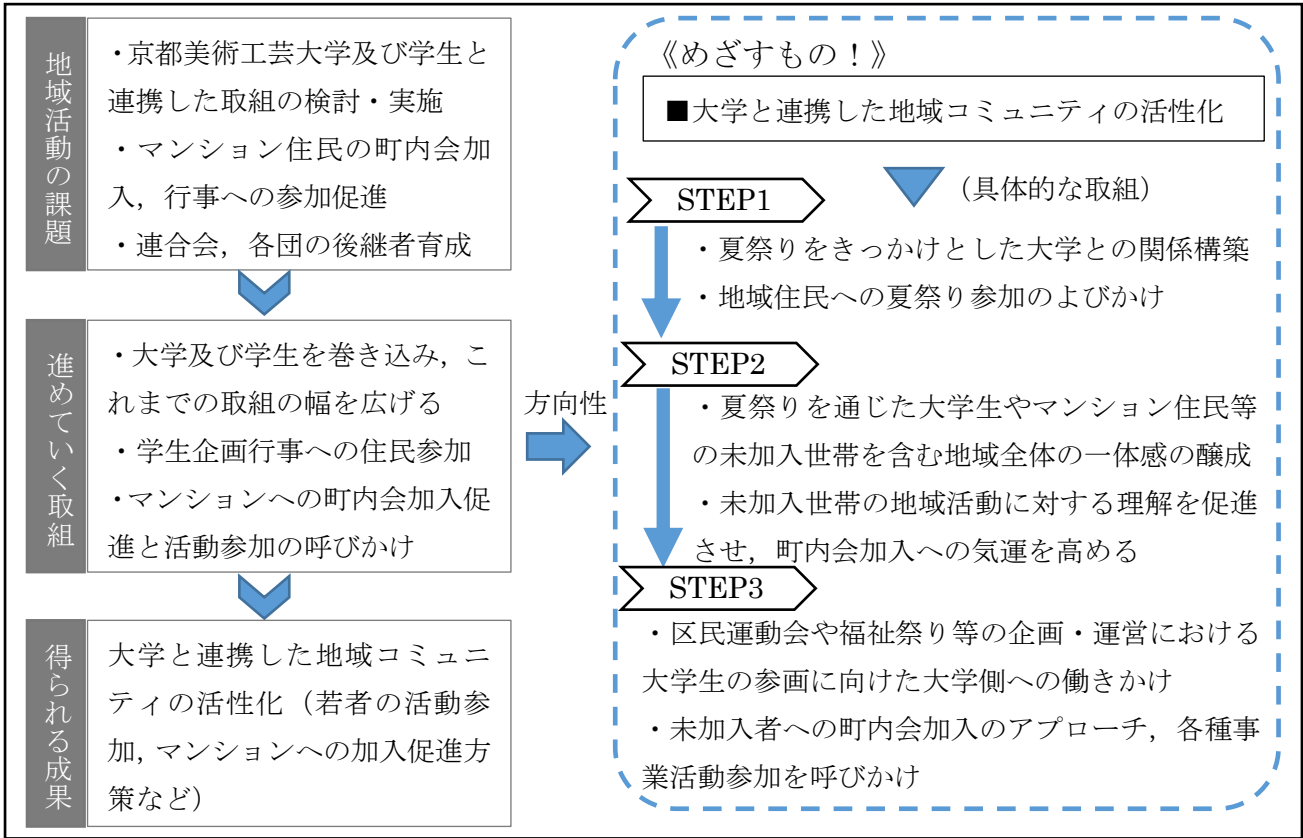 地域活動の課題
・京都美術工芸大学及び学生と
連携した取組の検討・実施
・マンション住民の町内会加
入，行事への参加促進
・連合会，各団の後継者育成
進めていく取組
・大学及び学生を巻き込み，こ
れまでの取組の幅を広げる
・学生企画行事への住民参加
・マンションへの町内会加入促
進と活動参加の呼びかけ
得られる成果
大学と連携した地域コミュニ
ティの活性化（若者の活動参
加，マンションへの加入促進方
策など）
方向性
《めざすもの！》
■大学と連携した地域コミュニティの活性化
（具体的な取組）
STEP1
・夏祭りをきっかけとした大学との関係構築
・地域住民への夏祭り参加のよびかけ
STEP2
・夏祭りを通じた大学生やマンション住民等
の未加入世帯を含む地域全体の一体感の醸成
・未加入世帯の地域活動に対する理解を促進
させ，町内会加入への気運を高める
STEP3
・区民運動会や福祉祭り等の企画・運営における
大学生の参画に向けた大学側への働きかけ
・未加入者への町内会加入のアプローチ，各種事
業活動参加を呼びかけ